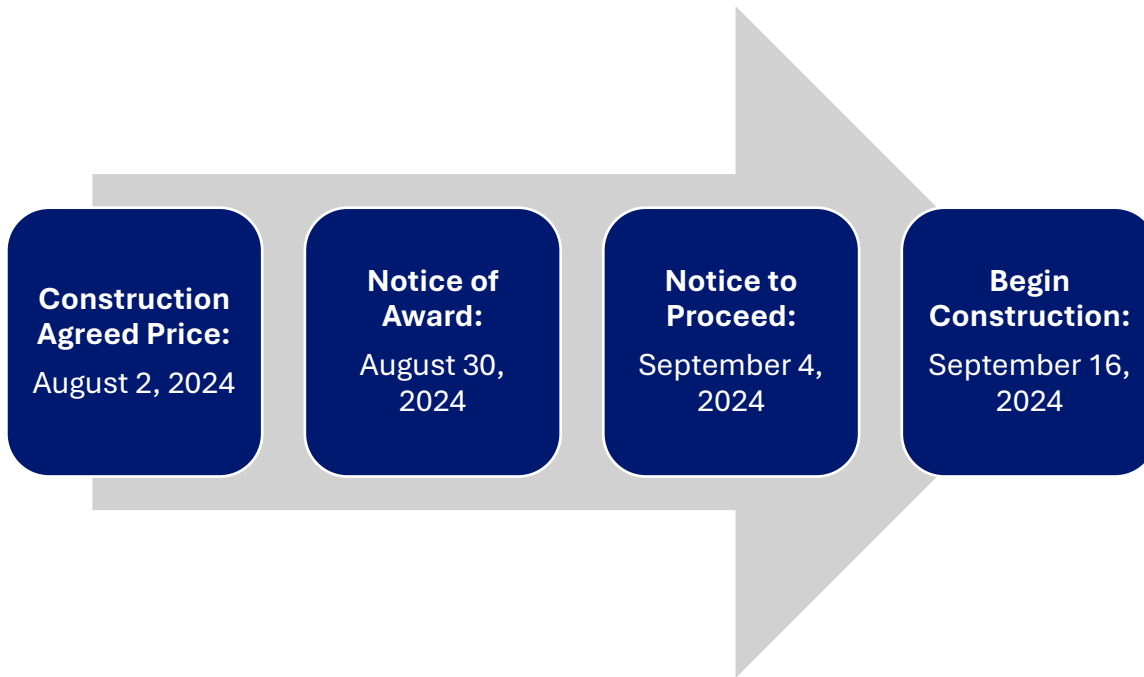 Construction
Agreed Price:
August 2, 2024
Notice of
Award:
August 30,
2024
Notice to
Proceed:
September 4,
2024
Begin
Construction:
September 16,
2024